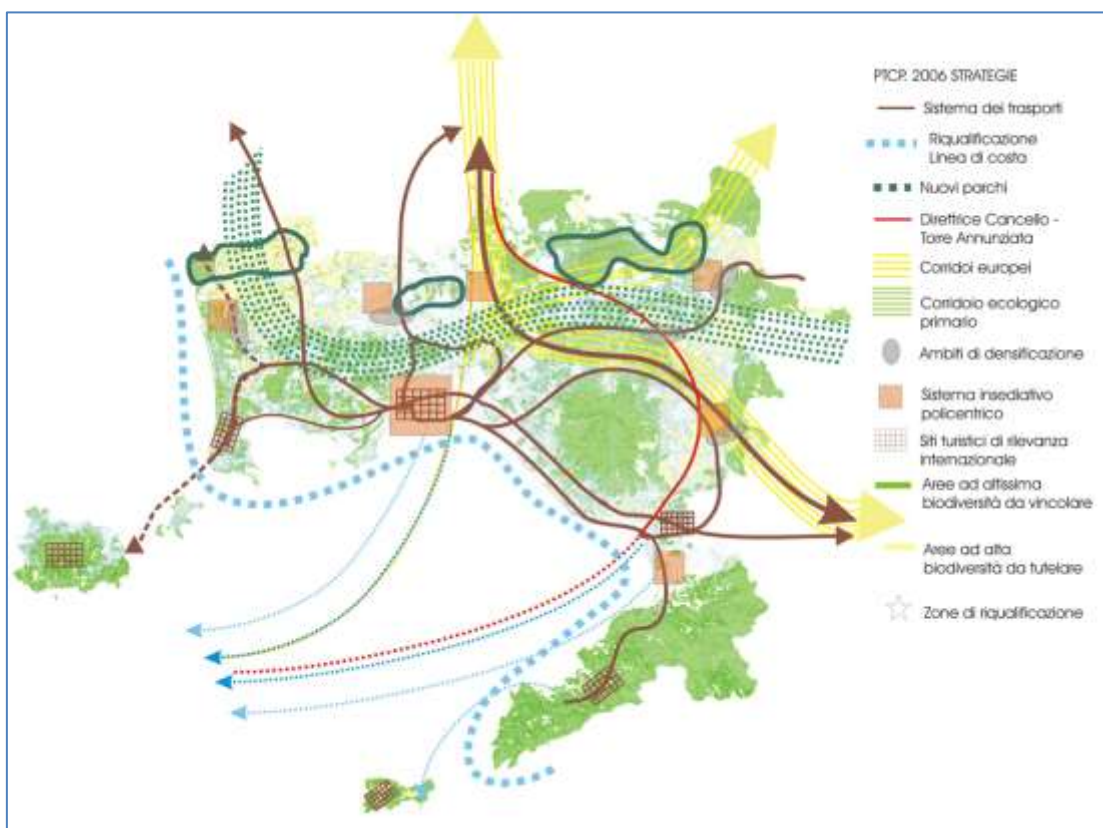 PTCP. 2006 STRATEGIE
Sistema dei trasporti
Riqualificazione
Linea di costa
Nuovi parchi
Direttrice Cancello -
Torre Annunziata
Corridoi europei
Corridoio ecologico
primario
Ambiti di densificazione
Sistema insediativo
policentrico
Siti turistici di rilevanza
internazionale
Aree ad altissima
biodiversità da vincolare
Aree ad alta
biodiversità da tutelare
Zone di riqualificazione